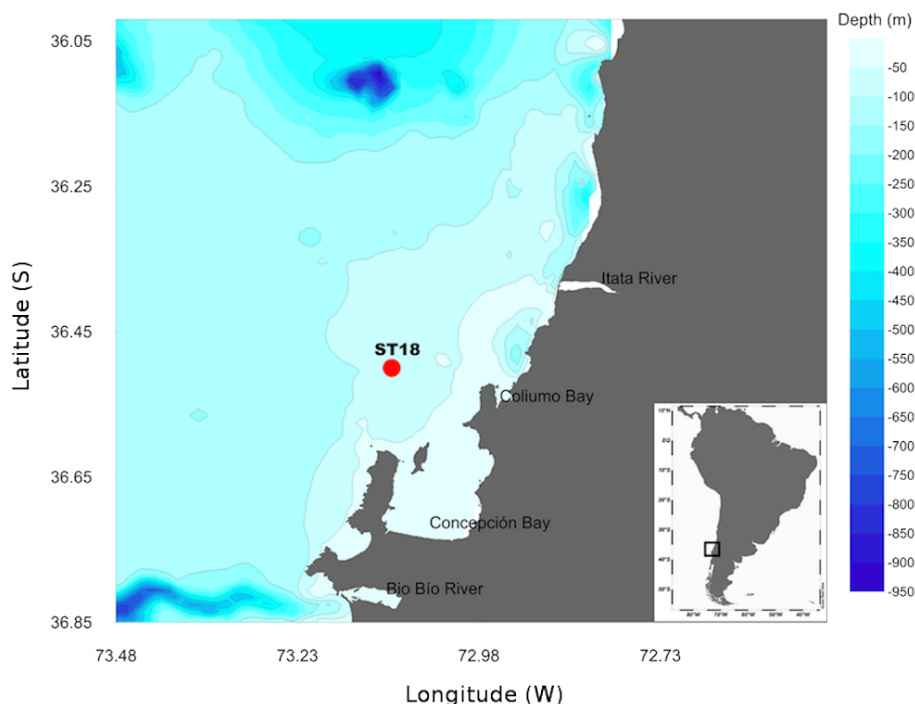 Depth (m)
36.05
-50
-100
-150
36.25
-200
-250
-300
Itata River
-350
-400
36.45
-450
ST18
-500
Coliumo Bay
-550
-600
Latitude (S)
36.65
-650
-700
Concepción Bay
-750
-800
Bio Bío River
-850
-900
36.85
-950
73.48 73.23 72.98 72.73
Longitude (W)